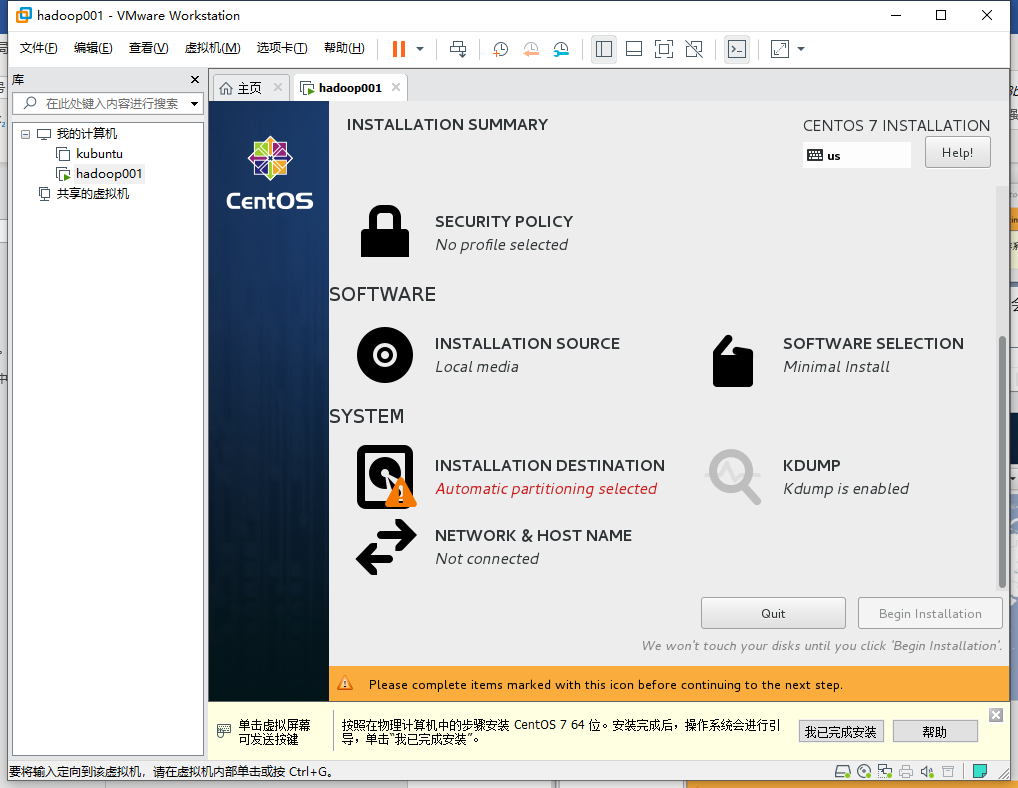 hadoop001 - VMware Workstation
文件(F) 编辑(E) 查看(V) 虚拟机(M) 选项卡(T) 帮助(H)
库
在此处键入内容进行搜索
我的计算机
kubuntu
hadoop001
共享的虚拟机
主页 hadoop001
CentOS
INSTALLATION SUMMARY
CENTOS 7 INSTALLATION
us
Help!
SECURITY POLICY
No profile selected
SOFTWARE
INSTALLATION SOURCE
Local media
SOFTWARE SELECTION
Minimal Install
SYSTEM
INSTALLATION DESTINATION
Automatic partitioning selected
KDUMP
Kdump is enabled
NETWORK & HOST NAME
Not connected
Quit
Begin Installation
We won't touch your disks until you click 'Begin Installation'.
Please complete items marked with this icon before continuing to the next step.
单击虚拟屏幕
可发送按键
按照在物理计算机中的步骤安装 CentOS 7 64 位。安装完成后，操作系统会进行引
导，单击“我已完成安装”。
我已完成安装
帮助
要将输入定向到该虚拟机，请在虚拟机内部单击或按 Ctrl+G。